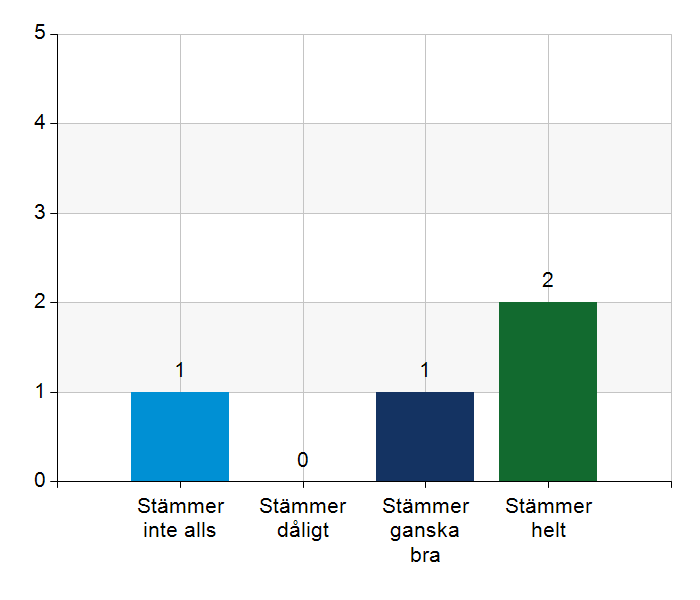 5
4
3
2
1
0
1
0
1
2
Stämmer
inte alls
Stämmer
dåligt
Stämmer
ganska
bra
Stämmer
helt